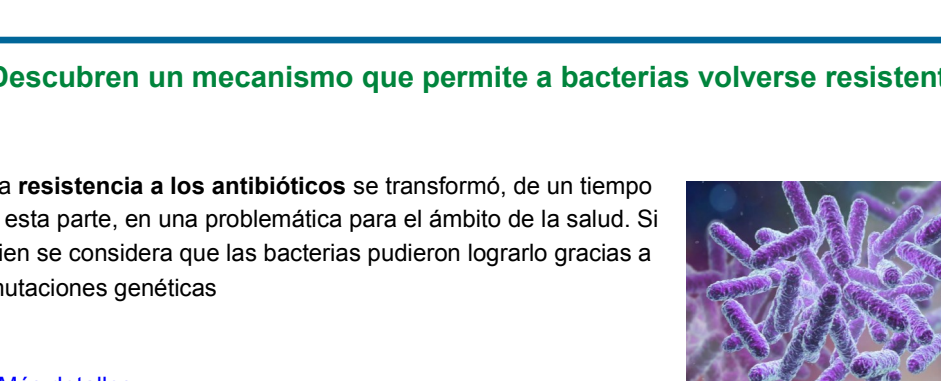 Descubren un mecanismo que permite a bacterias volverse resistent
a resistencia a los antibióticos se transformó, de un tiempo
esta parte, en una problemática para el ámbito de la salud. Si
ien se considera que las bacterias pudieron lograrlo gracias a
utaciones genéticas